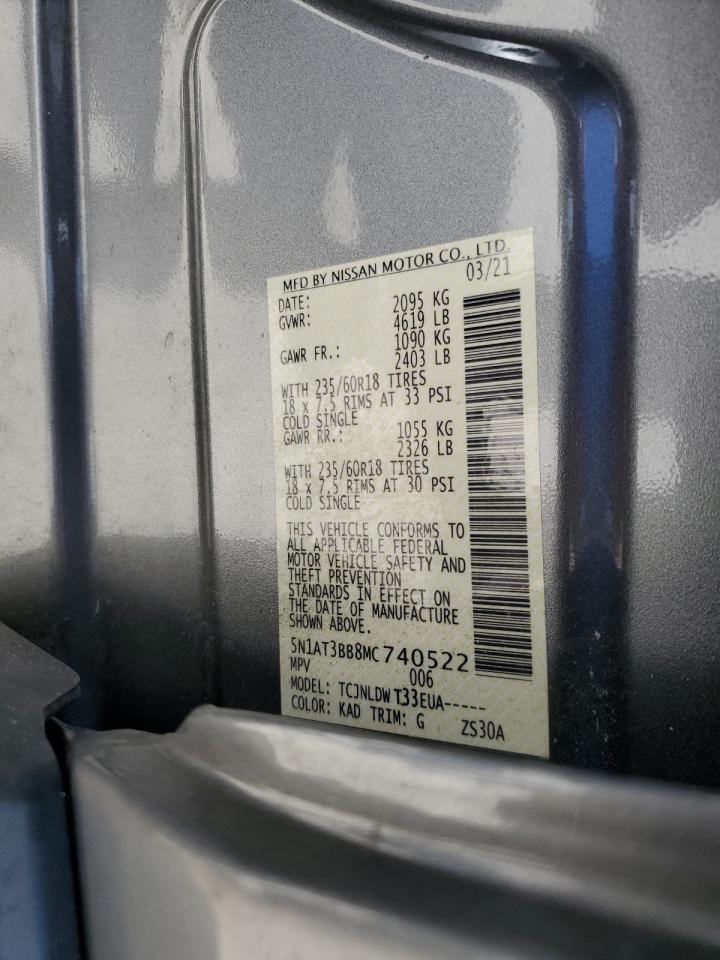 MFD BY NISSAN MOTOR CO., LTD.
DATE: 03/21
GVWR: 2095 KG
4619 LB
GAWR FR.: 1090 KG
2403 LB
WITH 235/60R18 TIRES
18 x 7.5 RIMS AT 33 PSI
COLD SINGLE
GAWR RR.: 1055 KG
2326 LB
WITH 235/60R18 TIRES
18 x 7.5 RIMS AT 30 PSI
COLD SINGLE
THIS VEHICLE CONFORMS TO
ALL APPLICABLE FEDERAL
MOTOR VEHICLE SAFETY AND
THEFT PREVENTION
STANDARDS IN EFFECT ON
THE DATE OF MANUFACTURE
SHOWN ABOVE.
5N1AT3BB8MC740522
MPV 006
MODEL: TCJNLDWT33EUA-----
COLOR: KAD TRIM: G ZS30A